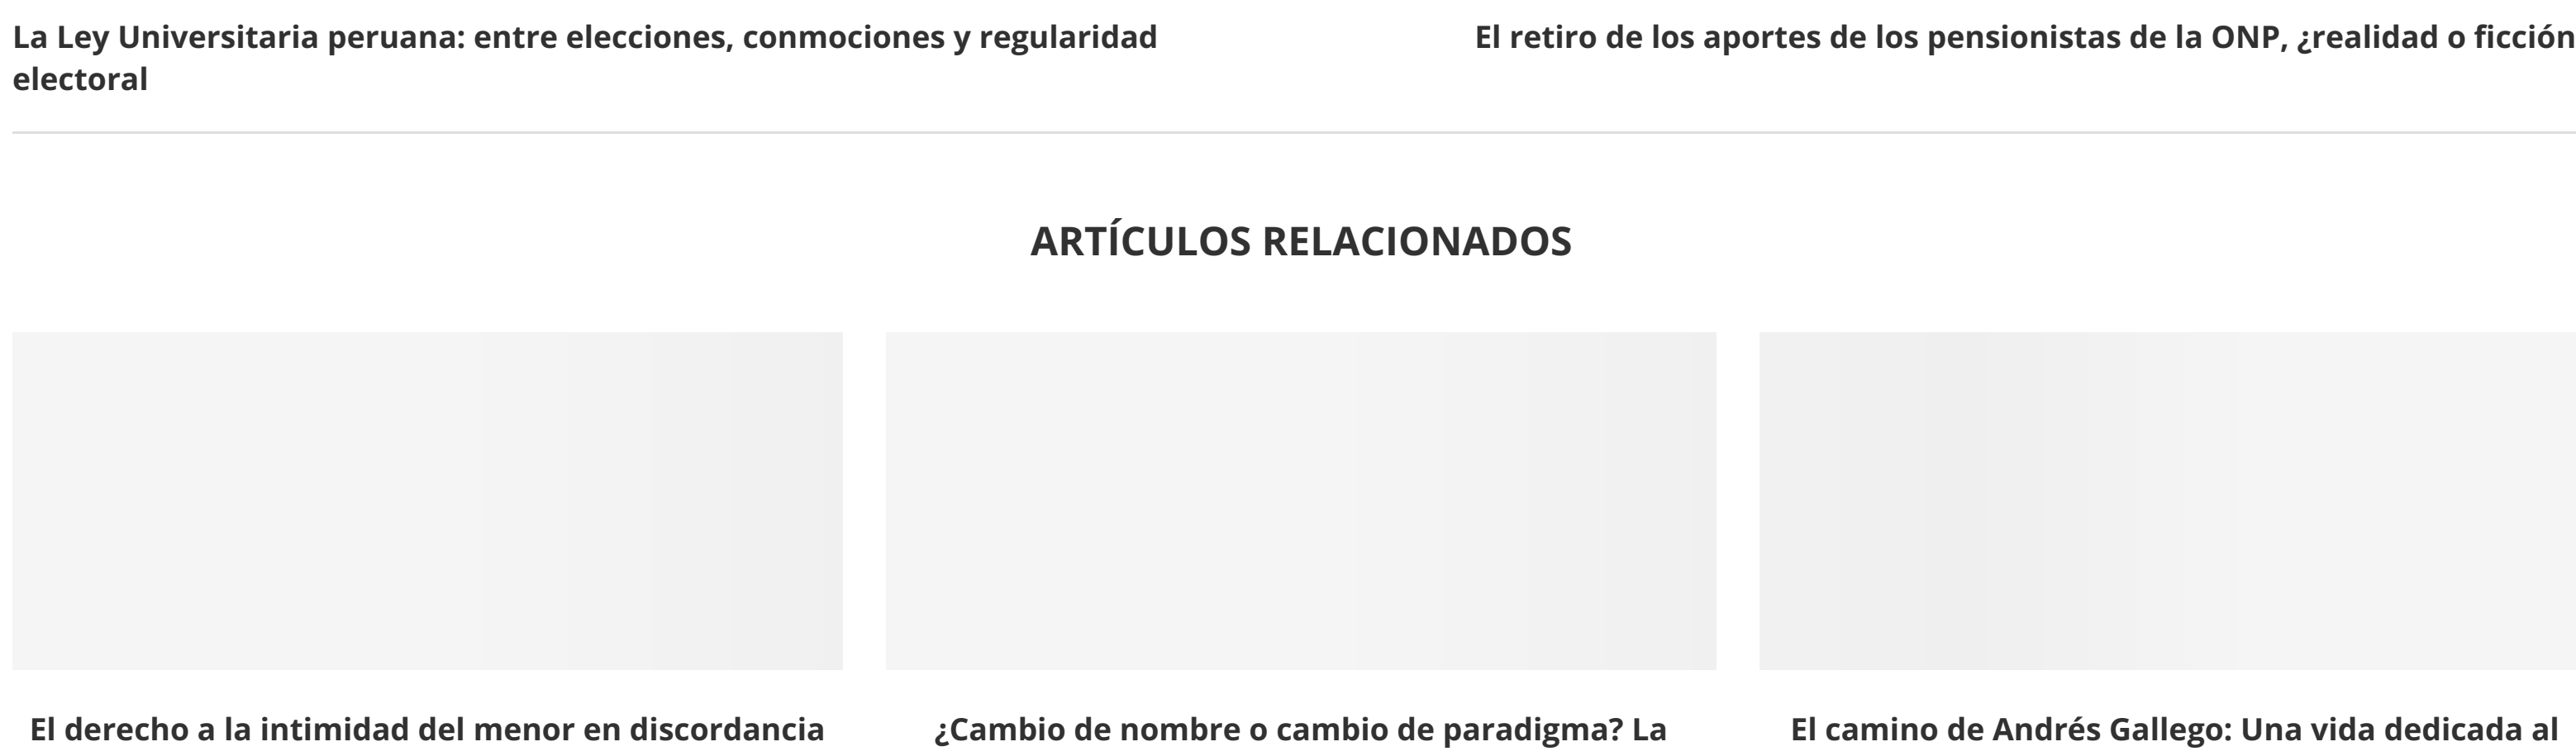 La Ley Universitaria peruana: entre elecciones, conmociones y regularidad
electoral
El retiro de los aportes de los pensionistas de la ONP, ¿realidad o ficción
ARTÍCULOS RELACIONADOS
El derecho a la intimidad del menor en discordancia
¿Cambio de nombre o cambio de paradigma? La
El camino de Andrés Gallego: Una vida dedicada al